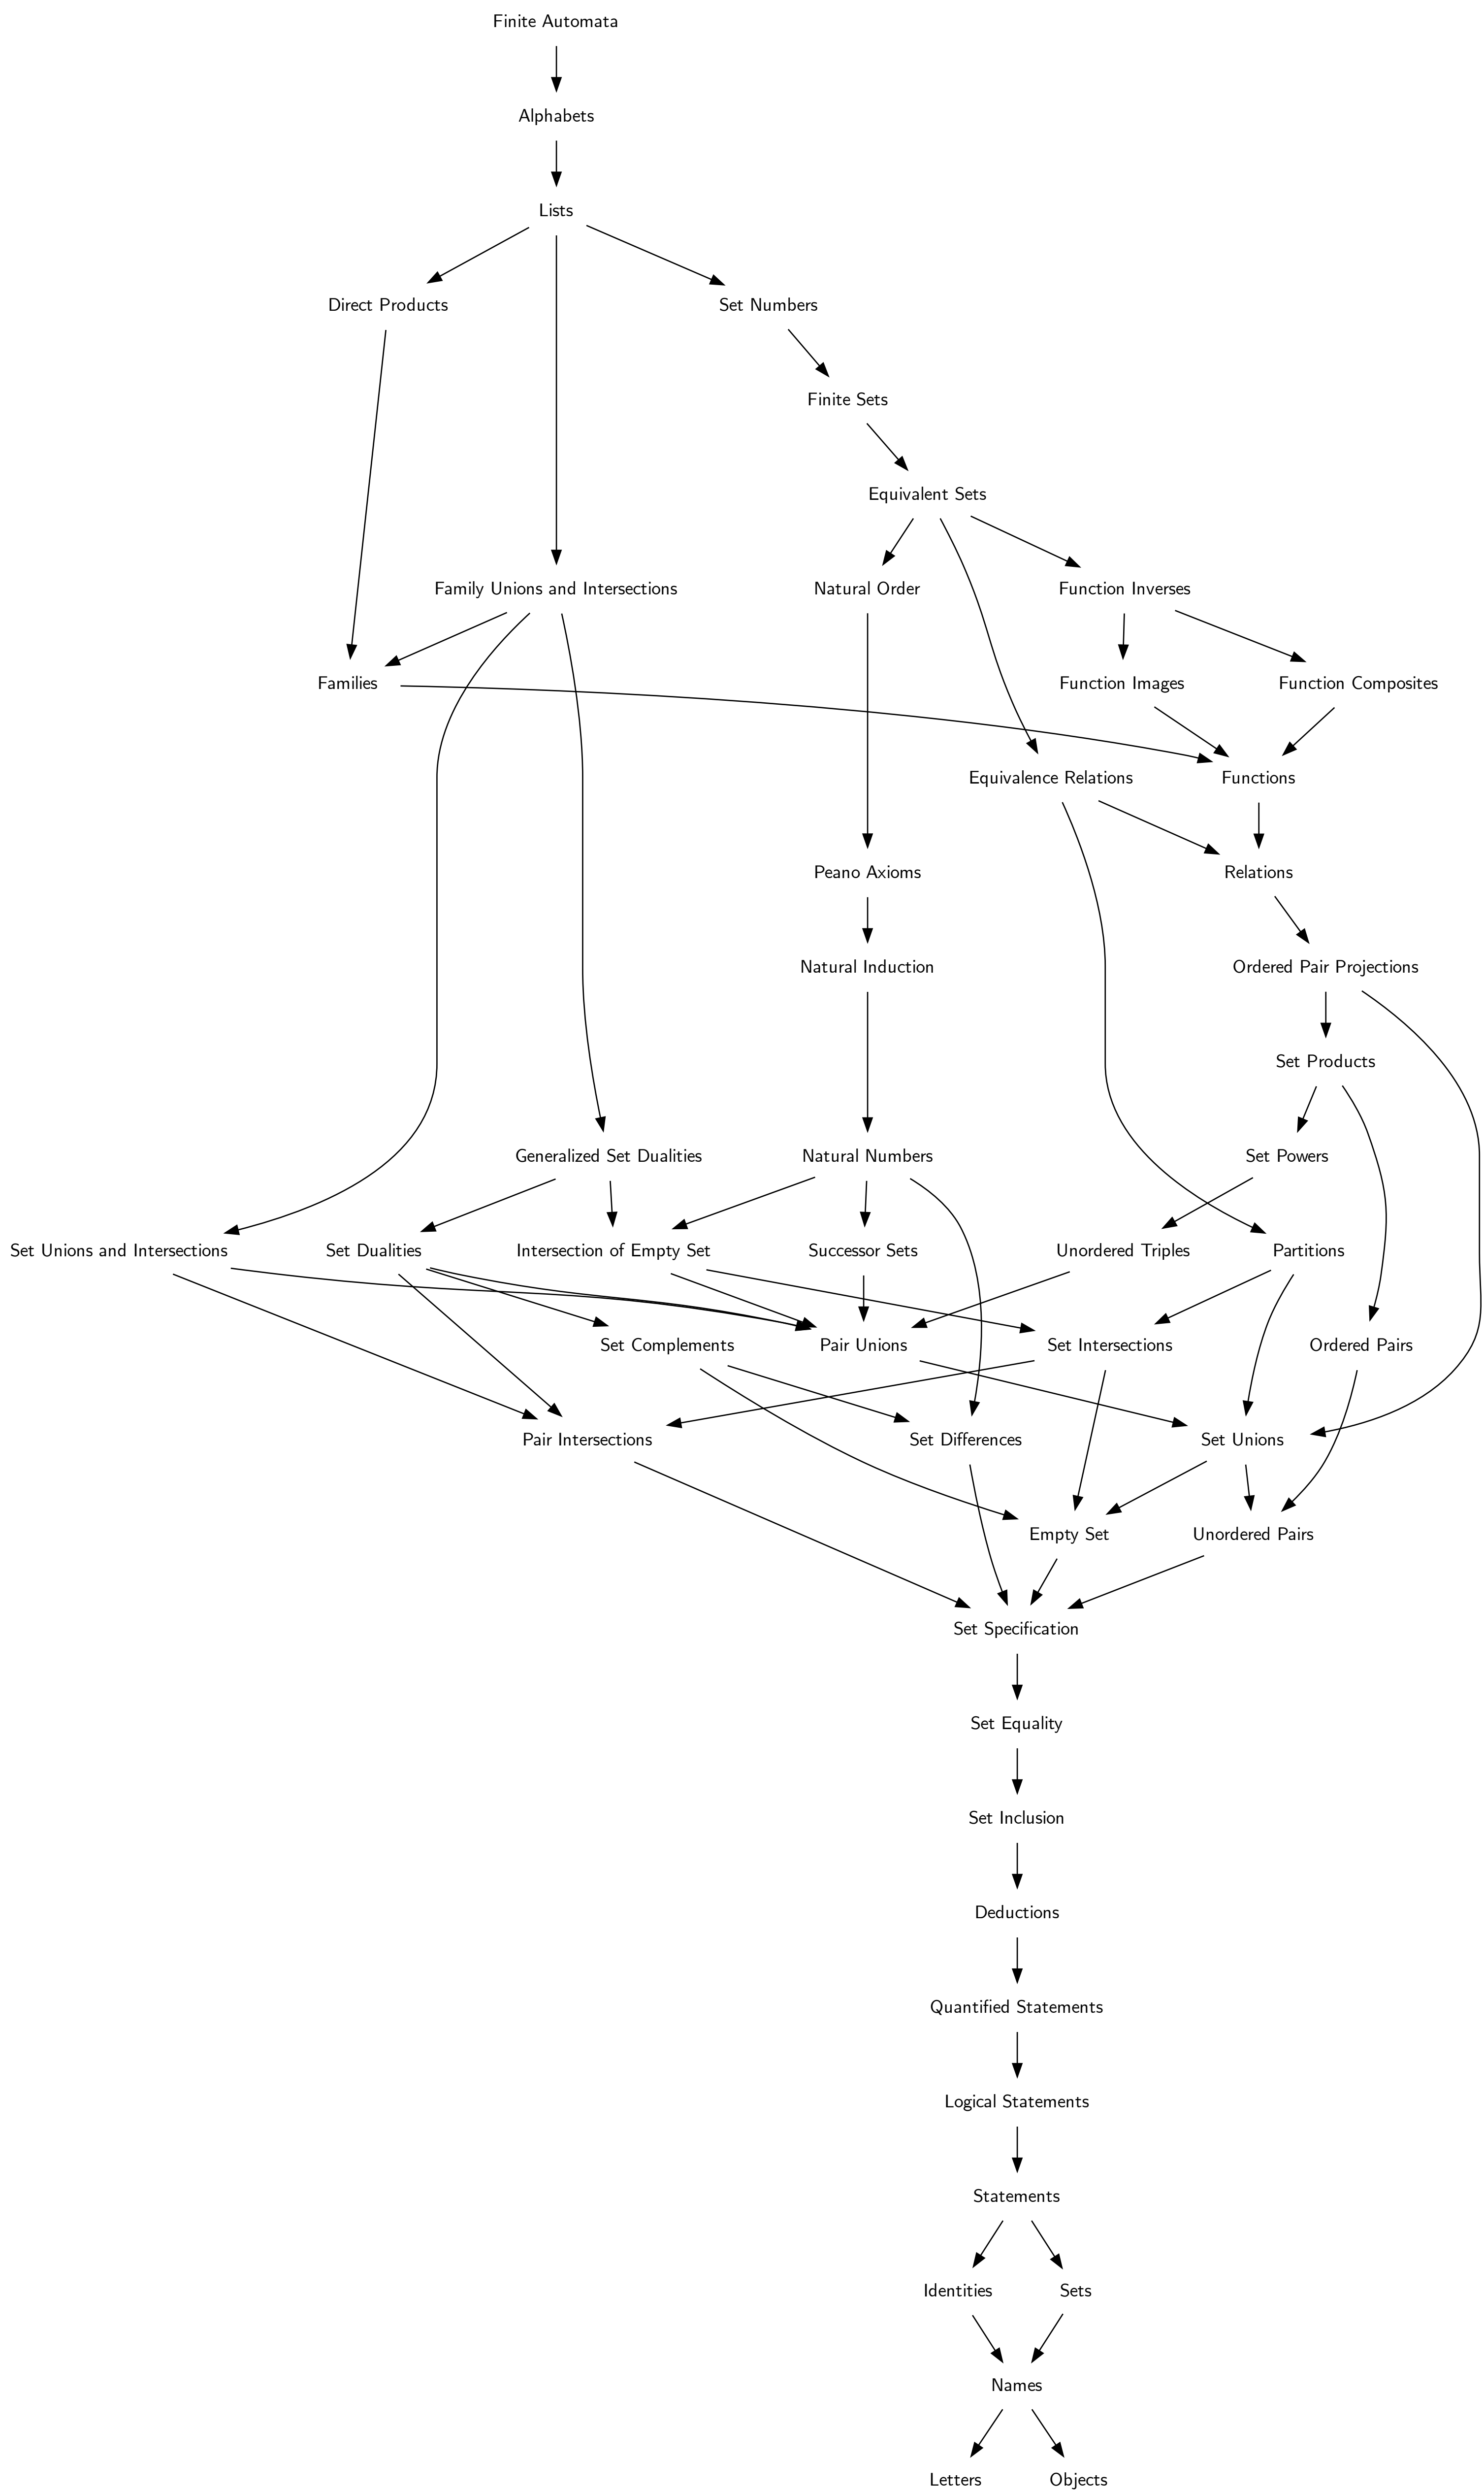 Finite Automata
Alphabets
Lists
Direct Products
Set Numbers
Finite Sets
Equivalent Sets
Family Unions and Intersections
Natural Order
Function Inverses
Families
Function Images
Function Composites
Equivalence Relations
Functions
Peano Axioms
Relations
Natural Induction
Ordered Pair Projections
Set Products
Generalized Set Dualities
Natural Numbers
Set Powers
Set Unions and Intersections
Set Dualities
Intersection of Empty Set
Successor Sets
Unordered Triples
Partitions
Set Complements
Pair Unions
Set Intersections
Ordered Pairs
Pair Intersections
Set Differences
Set Unions
Empty Set
Unordered Pairs
Set Specification
Set Equality
Set Inclusion
Deductions
Quantified Statements
Logical Statements
Statements
Identities
Sets
Names
Letters
Objects